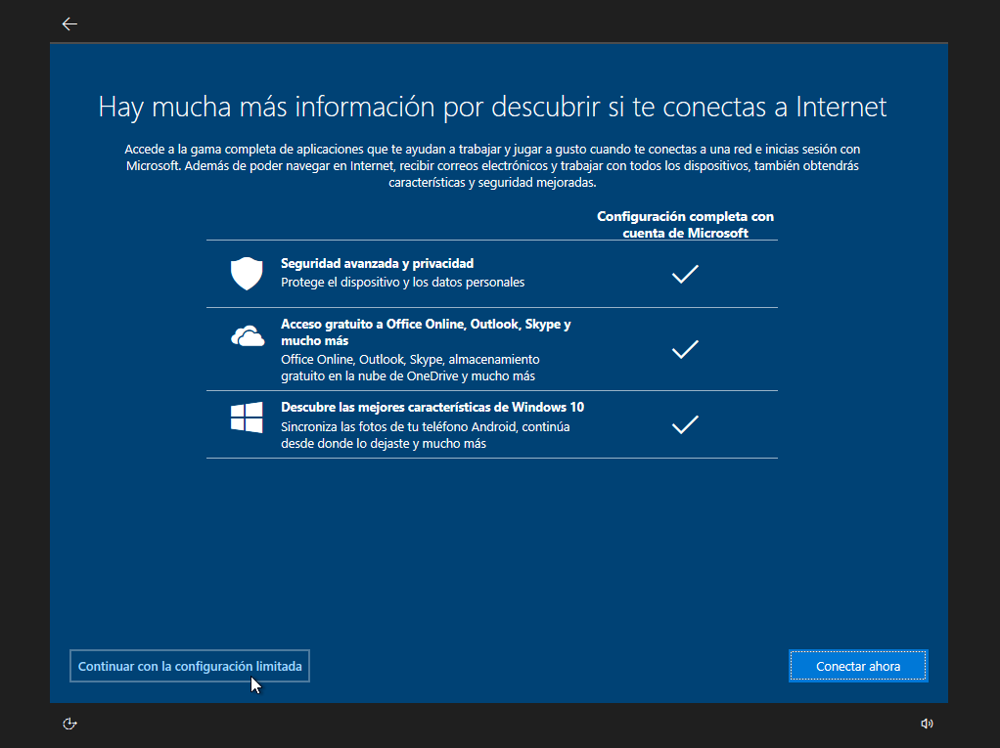 Hay mucha más información por descubrir si te conectas a Internet
Accede a la gama completa de aplicaciones que te ayudan a trabajar y jugar a gusto cuando te conectas a una red e inicias sesión con
Microsoft. Además de poder navegar en Internet, recibir correos electrónicos y trabajar con todos los dispositivos, también obtendrás
características y seguridad mejoradas.
Configuración completa con
cuenta de Microsoft
Seguridad avanzada y privacidad
Protege el dispositivo y los datos personales
Acceso gratuito a Office Online, Outlook, Skype y
mucho más
Office Online, Outlook, Skype, almacenamiento
gratuito en la nube de OneDrive y mucho más
Descubre las mejores características de Windows 10
Sincroniza las fotos de tu teléfono Android, continúa
desde donde lo dejaste y mucho más
Continuar con la configuración limitada
Conectar ahora